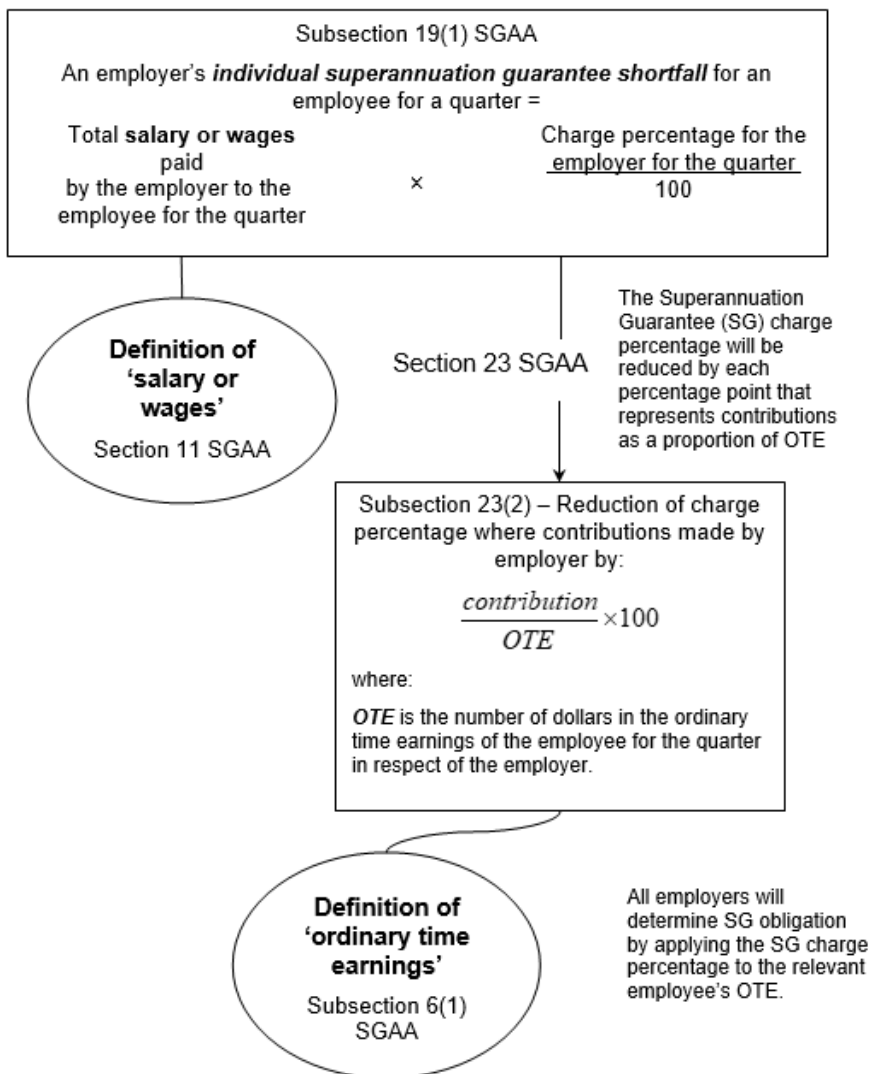 Subsection 19(1) SGAA
An employer's individual superannuation guarantee shortfall for an
employee for a quarter =
Total salary or wages
paid
by the employer to the
employee for the quarter
×
Charge percentage for the
employer for the quarter
100
Definition of
'salary or
wages'
Section 11 SGAA
Section 23 SGAA
The Superannuation
Guarantee (SG) charge
percentage will be
reduced by each
percentage point that
represents contributions
as a proportion of OTE
Subsection 23(2) – Reduction of charge
percentage where contributions made by
employer by:
contribution
OTE
×100
where:
OTE is the number of dollars in the ordinary
time earnings of the employee for the quarter
in respect of the employer.
Definition of
'ordinary time
earnings'
Subsection 6(1)
SGAA
All employers will
determine SG obligation
by applying the SG charge
percentage to the relevant
employee's OTE.